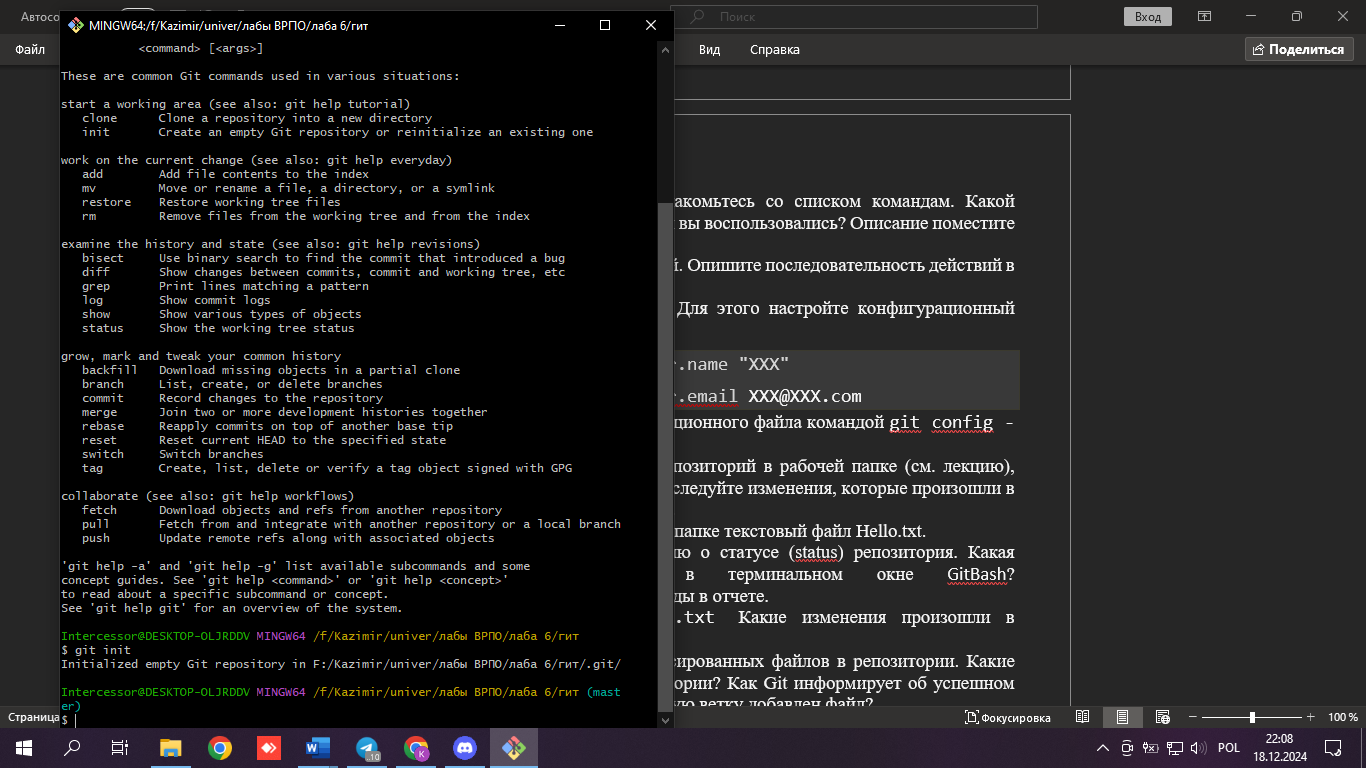 Автосо
MINGW64:/f/Kazimir/univer/лабы ВРПО/лаба 6/гит
Поиск
Вход
Файл
Вид
Справка
Поделиться
<command> [<args>]
These are common Git commands used in various situations:
start a working area (see also: git help tutorial)
clone Clone a repository into a new directory
init Create an empty Git repository or reinitialize an existing one
work on the current change (see also: git help everyday)
add Add file contents to the index
mv Move or rename a file, a directory, or a symlink
restore Restore working tree files
rm Remove files from the working tree and from the index
examine the history and state (see also: git help revisions)
bisect Use binary search to find the commit that introduced a bug
diff Show changes between commits, commit and working tree, etc
grep Print lines matching a pattern
log Show commit logs
show Show various types of objects
status Show the working tree status
grow, mark and tweak your common history
backfill Download missing objects in a partial clone
branch List, create, or delete branches
commit Record changes to the repository
merge Join two or more development histories together
rebase Reapply commits on top of another base tip
reset Reset current HEAD to the specified state
switch Switch branches
tag Create, list, delete or verify a tag object signed with GPG
collaborate (see also: git help workflows)
fetch Download objects and refs from another repository
pull Fetch from and integrate with another repository or a local branch
push Update remote refs along with associated objects
'git help -a' and 'git help -g' list available subcommands and some
concept guides. See 'git help <command>' or 'git help <concept>'
to read about a specific subcommand or concept.
See 'git help git' for an overview of the system.
Intercessor@DESKTOP-OLJRDDV MINGW64 /f/Kazimir/univer/лабы ВРПО/лаба 6/гит
$ git init
Initialized empty Git repository in F:/Kazimir/univer/лабы ВРПО/лаба 6/гит/.git/
Intercessor@DESKTOP-OLJRDDV MINGW64 /f/Kazimir/univer/лабы ВРПО/лаба 6/гит (mast
er)
$
акомьтесь со списком командам. Какой
вы воспользовались? Описание поместите
й. Опишите последовательность действий в
Для этого настройте конфигурационный
r.name "XXX"
r.email XXX@XXX.com
ционного файла командой git config -
позиторий в рабочей папке (см. лекцию),
следуйте изменения, которые произошли в
папке текстовый файл Hello.txt.
ю о статусе (status) репозитория. Какая
в терминальном окне GitBash?
ды в отчете.
.txt Какие изменения произошли в
зированных файлов в репозитории. Какие
ории? Как Git информирует об успешном
ую ветку добавлен файл?
Страница
Фокусировка
100 %
10
K
POL
22:08
18.12.2024